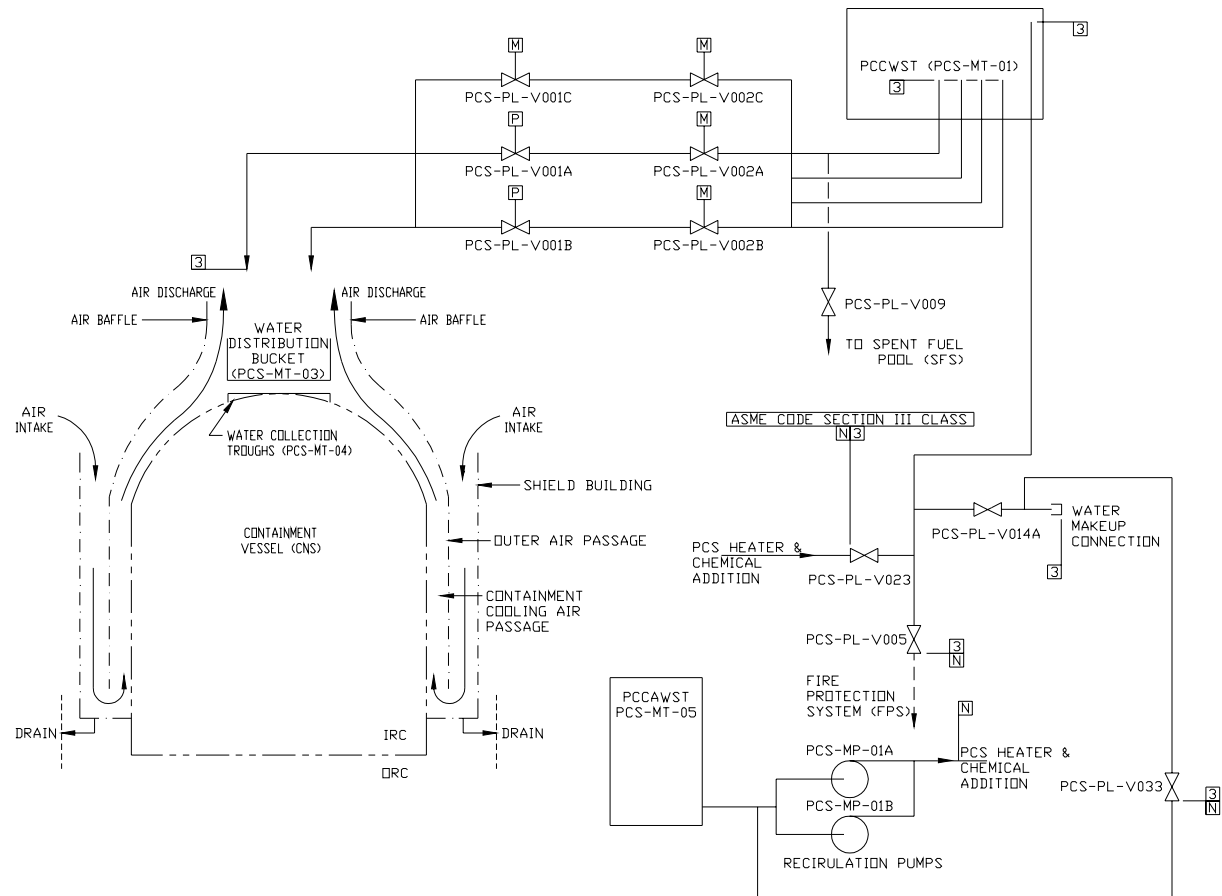 3
PCCWST (PCS-MT-01)
3
M
M
PCS-PL-V001C
PCS-PL-V002C
P
M
PCS-PL-V001A
PCS-PL-V002A
P
M
PCS-PL-V001B
PCS-PL-V002B
3
AIR DISCHARGE
AIR DISCHARGE
AIR BAFFLE
AIR BAFFLE
WATER
DISTRIBUTION
BUCKET
(PCS-MT-03)
PCS-PL-V009
TO SPENT FUEL
POOL (SFS)
AIR
INTAKE
AIR
INTAKE
WATER COLLECTION
TROUGHS (PCS-MT-04)
ASME CODE SECTION III CLASS
N 3
SHIELD BUILDING
CONTAINMENT
VESSEL (CNS)
OUTER AIR PASSAGE
CONTAINMENT
COOLING AIR
PASSAGE
PCS HEATER &
CHEMICAL
ADDITION
PCS-PL-V023
PCS-PL-V014A
WATER
MAKEUP
CONNECTION
3
PCS-PL-V005
3
N
FIRE
PROTECTION
SYSTEM (FPS)
N
PCCAWST
PCS-MT-05
DRAIN
DRAIN
IRC
ORC
PCS-MP-01A
PCS HEATER &
CHEMICAL
ADDITION
PCS-MP-01B
RECIRULATION PUMPS
PCS-PL-V033
3
N